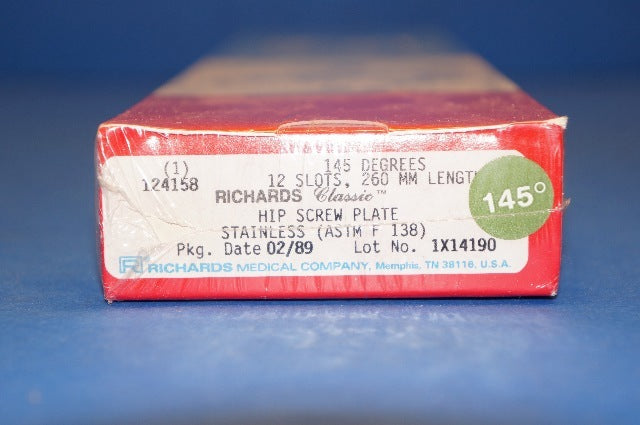 (1) 145 DEGREES
124158 12 SLOTS, 260 MM LENGTH
RICHARDS Classic™
HIP SCREW PLATE
STAINLESS (ASTM F 138)
Pkg. Date 02/89 Lot No. 1X14190
R RICHARDS MEDICAL COMPANY, Memphis, TN 38116, U.S.A.
145°